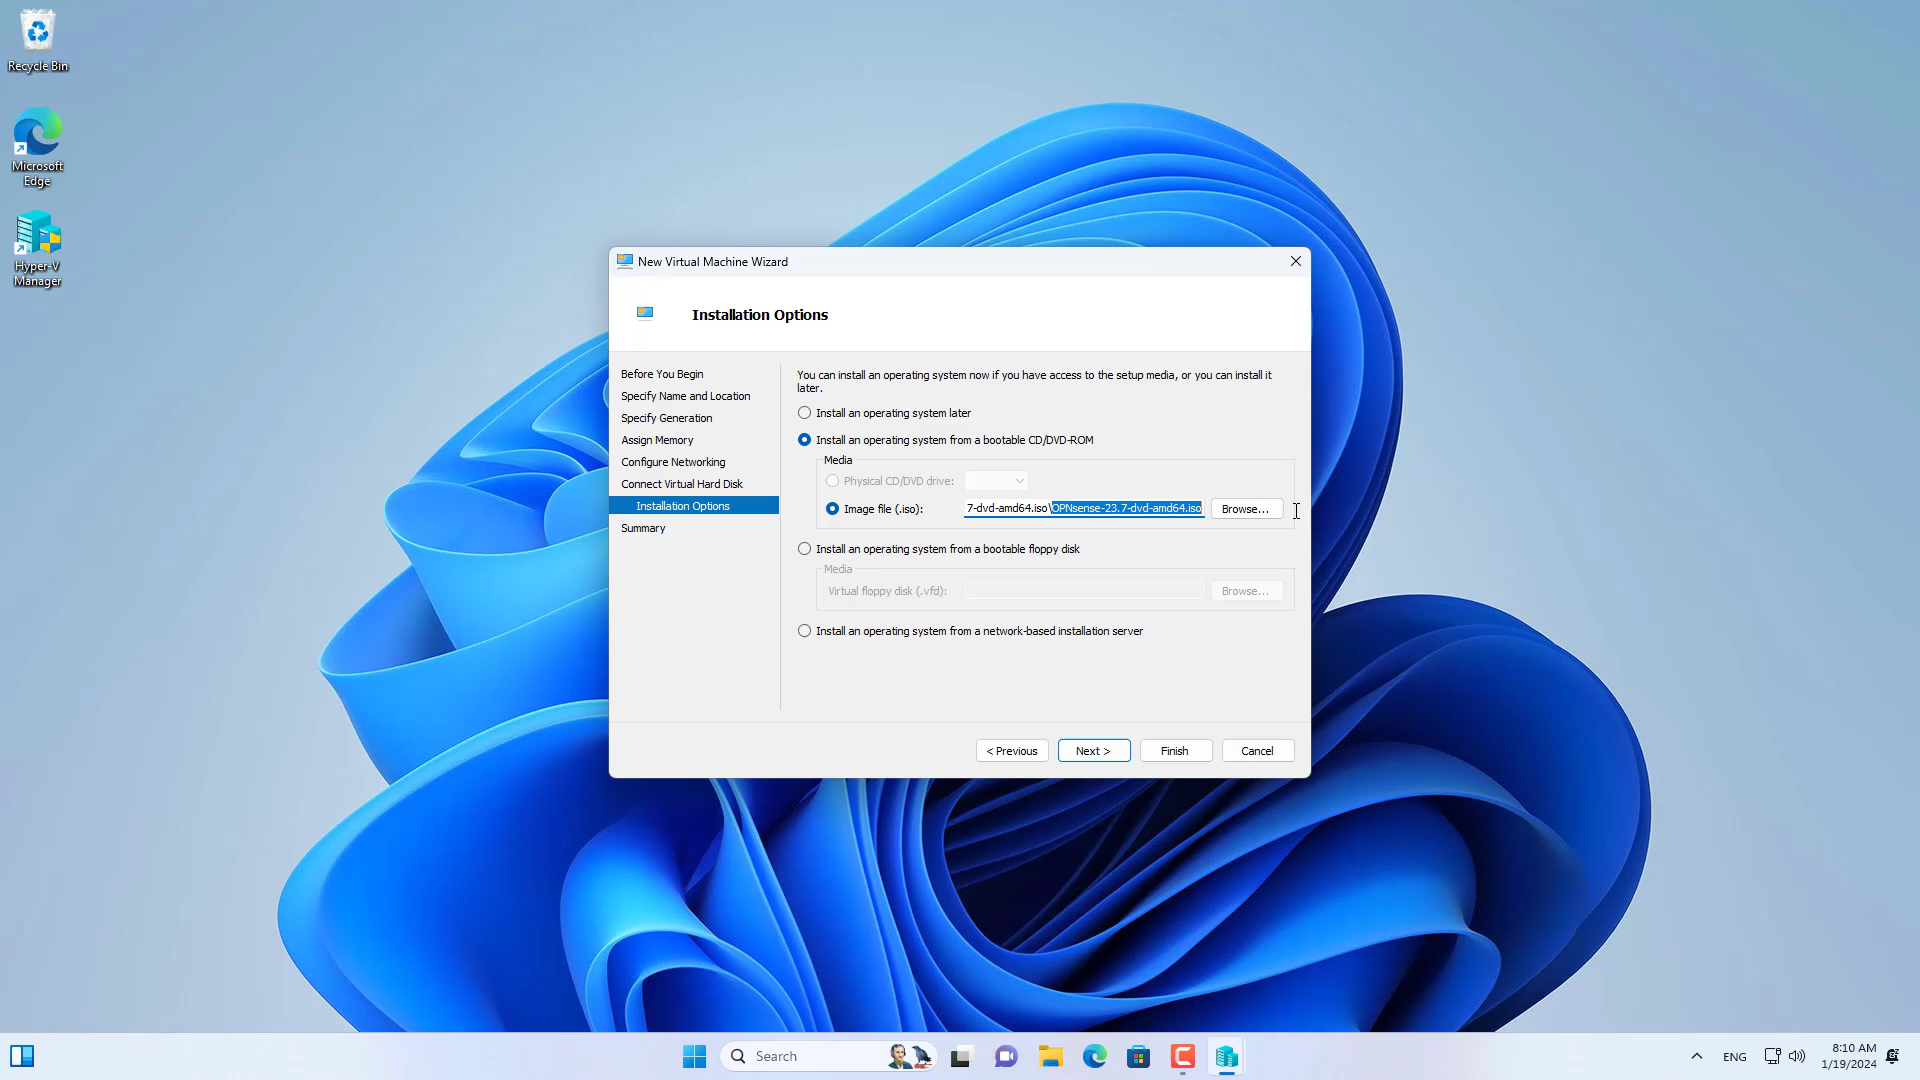 Recycle Bin
Microsoft
Edge
Hyper-V
Manager
New Virtual Machine Wizard
Installation Options
Before You Begin
Specify Name and Location
Specify Generation
Assign Memory
Configure Networking
Connect Virtual Hard Disk
Installation Options
Summary
You can install an operating system now if you have access to the setup media, or you can install it
later.
Install an operating system later
Install an operating system from a bootable CD/DVD-ROM
Media
Physical CD/DVD drive:
Image file (.iso): 7-dvd-amd64.iso\OPNsense-23.7-dvd-amd64.iso Browse...
Install an operating system from a bootable floppy disk
Media
Virtual floppy disk (.vfd): Browse...
Install an operating system from a network-based installation server
< Previous Next > Finish Cancel
Search
ENG
8:10 AM
1/19/2024